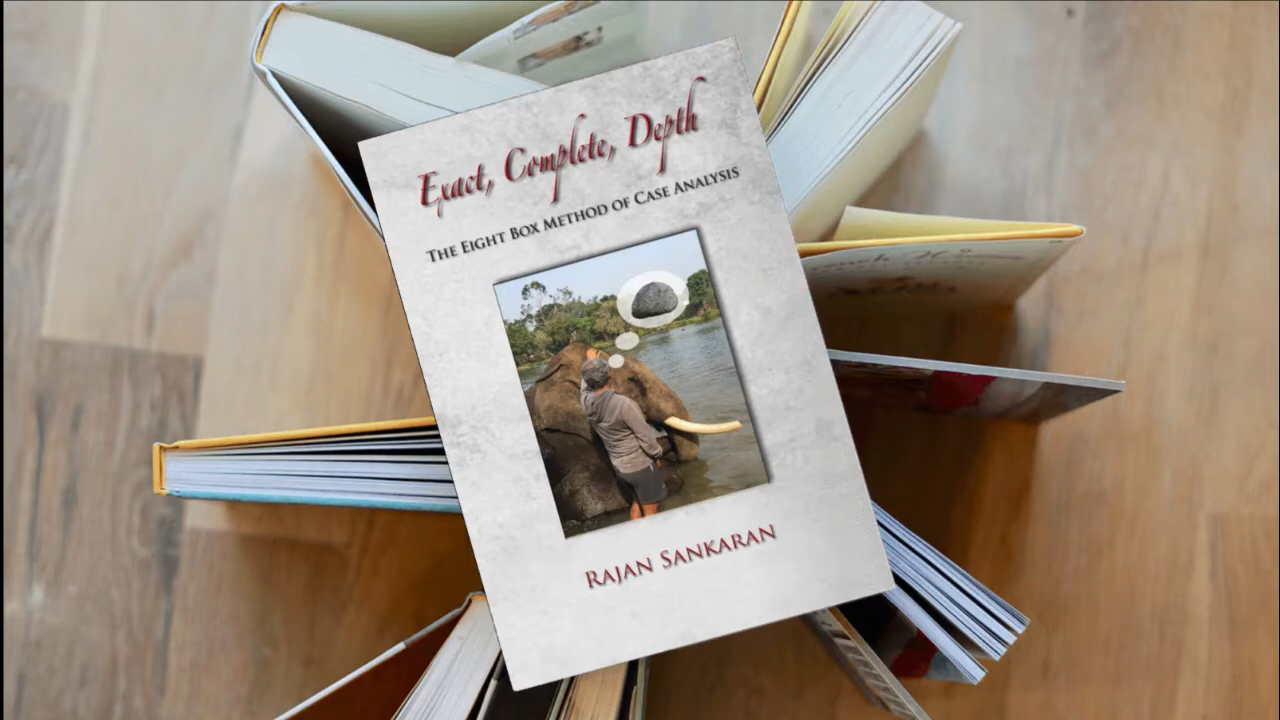 Exact, Complete, Depth
The Eight Box Method of Case Analysis
Rajan Sankaran